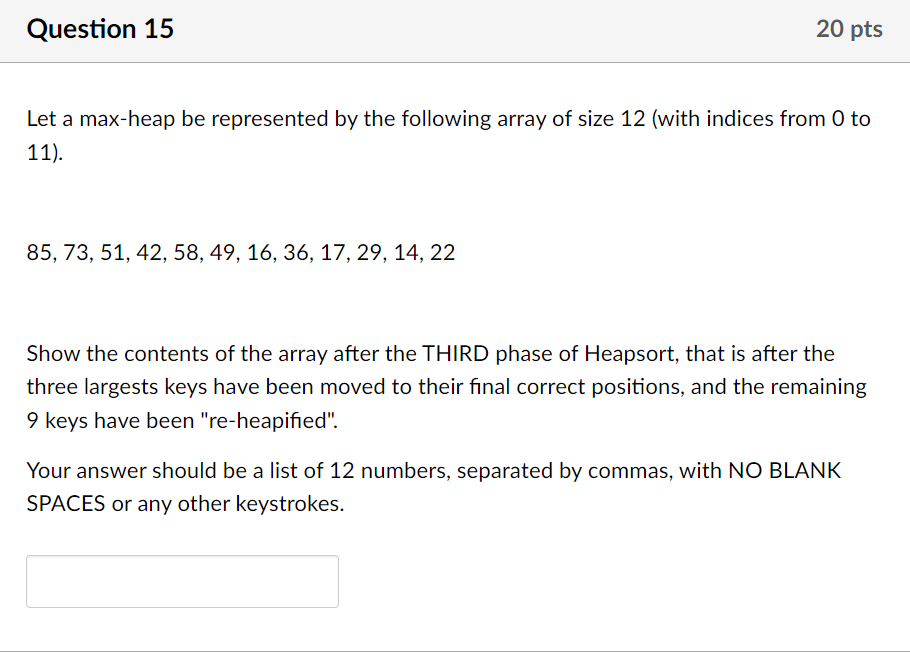 Question 15
20 pts
Let a max-heap be represented by the following array of size 12 (with indices from 0 to
11).
85, 73, 51, 42, 58, 49, 16, 36, 17, 29, 14, 22
Show the contents of the array after the THIRD phase of Heapsort, that is after the
three largests keys have been moved to their final correct positions, and the remaining
9 keys have been "re-heapified".
Your answer should be a list of 12 numbers, separated by commas, with NO BLANK
SPACES or any other keystrokes.